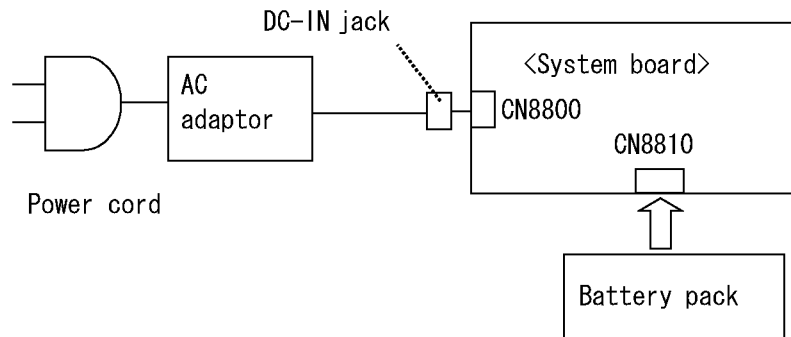 DC-IN jack
<System board>
AC
adaptor
CN8800
CN8810
Power cord
Battery pack